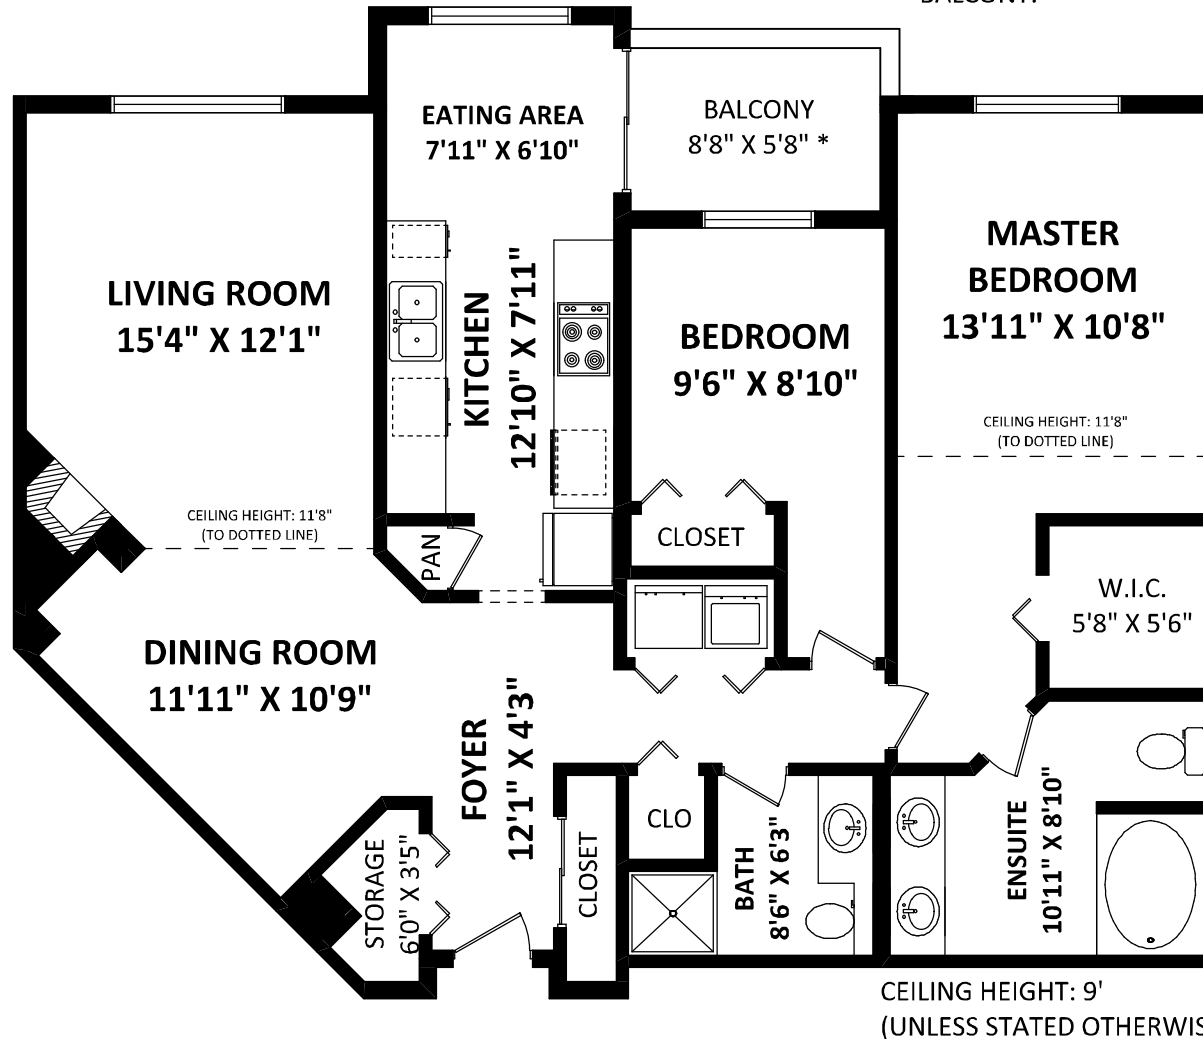 BALCONY.
EATING AREA
7'11" X 6'10"
BALCONY
8'8" X 5'8" *
LIVING ROOM
15'4" X 12'1"
KITCHEN
12'10" X 7'11"
BEDROOM
9'6" X 8'10"
MASTER
BEDROOM
13'11" X 10'8"
CEILING HEIGHT: 11'8"
(TO DOTTED LINE)
CEILING HEIGHT: 11'8"
(TO DOTTED LINE)
PAN
CLOSET
W.I.C.
5'8" X 5'6"
DINING ROOM
11'11" X 10'9"
FOYER
12'1" X 4'3"
STORAGE
6'0" X 3'5"
CLOSET
CLO
BATH
8'6" X 6'3"
ENSUITE
10'11" X 8'10"
CEILING HEIGHT: 9'
(UNLESS STATED OTHERWIS